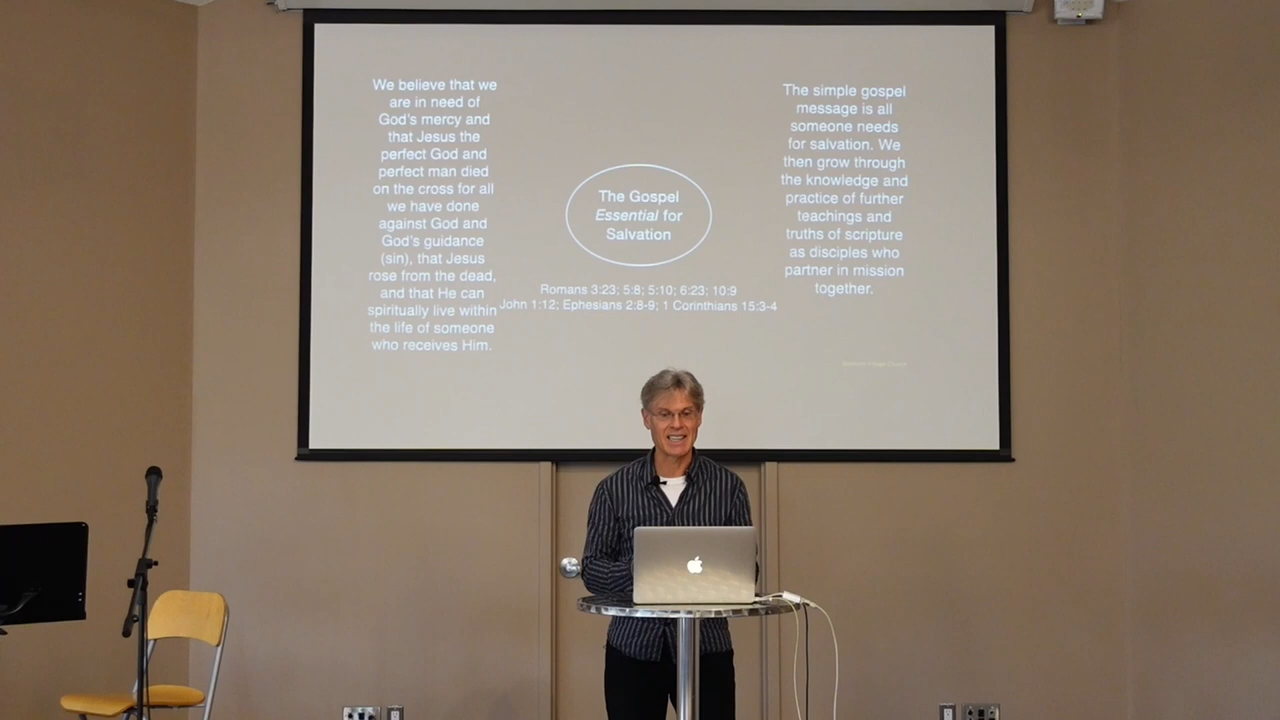 We believe that we
are in need of
God's mercy and
that Jesus the
perfect God and
perfect man died
on the cross for all
we have done
against God and
God's guidance
(sin), that Jesus
rose from the dead,
and that He can
spiritually live within
the life of someone
who receives Him.
The Gospel
Essential for
Salvation
Romans 3:23; 5:8; 5:10; 6:23; 10:9
John 1:12; Ephesians 2:8-9; 1 Corinthians 15:3-4
The simple gospel
message is all
someone needs
for salvation. We
then grow through
the knowledge and
practice of further
teachings and
truths of scripture
as disciples who
partner in mission
together.